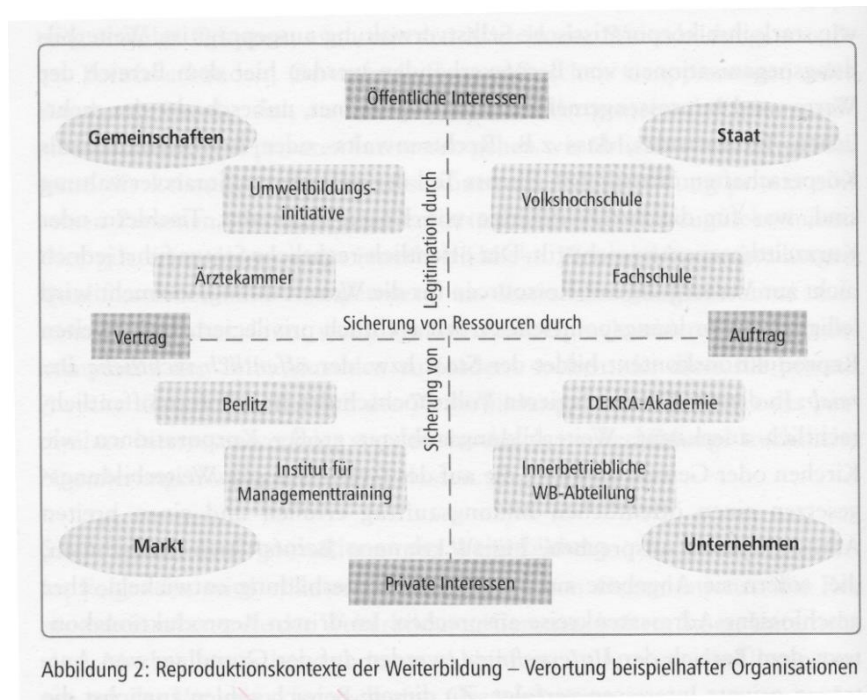 Öffentliche Interessen
Gemeinschaften
Staat
Umweltbildungs-
initiative
Volkshochschule
Legitimation durch
Ärztekammer
Fachschule
Sicherung von Ressourcen durch
Vertrag
Auftrag
Sicherung von
Berlitz
DEKRA-Akademie
Institut für
Managementtraining
Innerbetriebliche
WB-Abteilung
Markt
Unternehmen
Private Interessen
Abbildung 2: Reproduktionskontexte der Weiterbildung – Verortung beispielhafter Organisationen